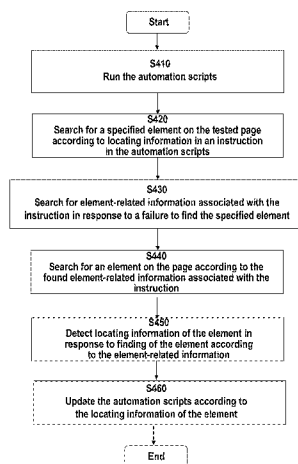 Start
S410
Run the automation scripts
S420
Search for a specified element on the tested page
according to locating information in an instruction
in the automation scripts
S430
Search for element-related information associated with the
instruction in response to a failure to find the specified element
S440
Search for an element on the page according to the
found element-related information associated with the
instruction
S450
Detect locating information of the element in
response to finding of the element according
to the element-related information
S460
Update the automation scripts according to
the locating information of the element
End